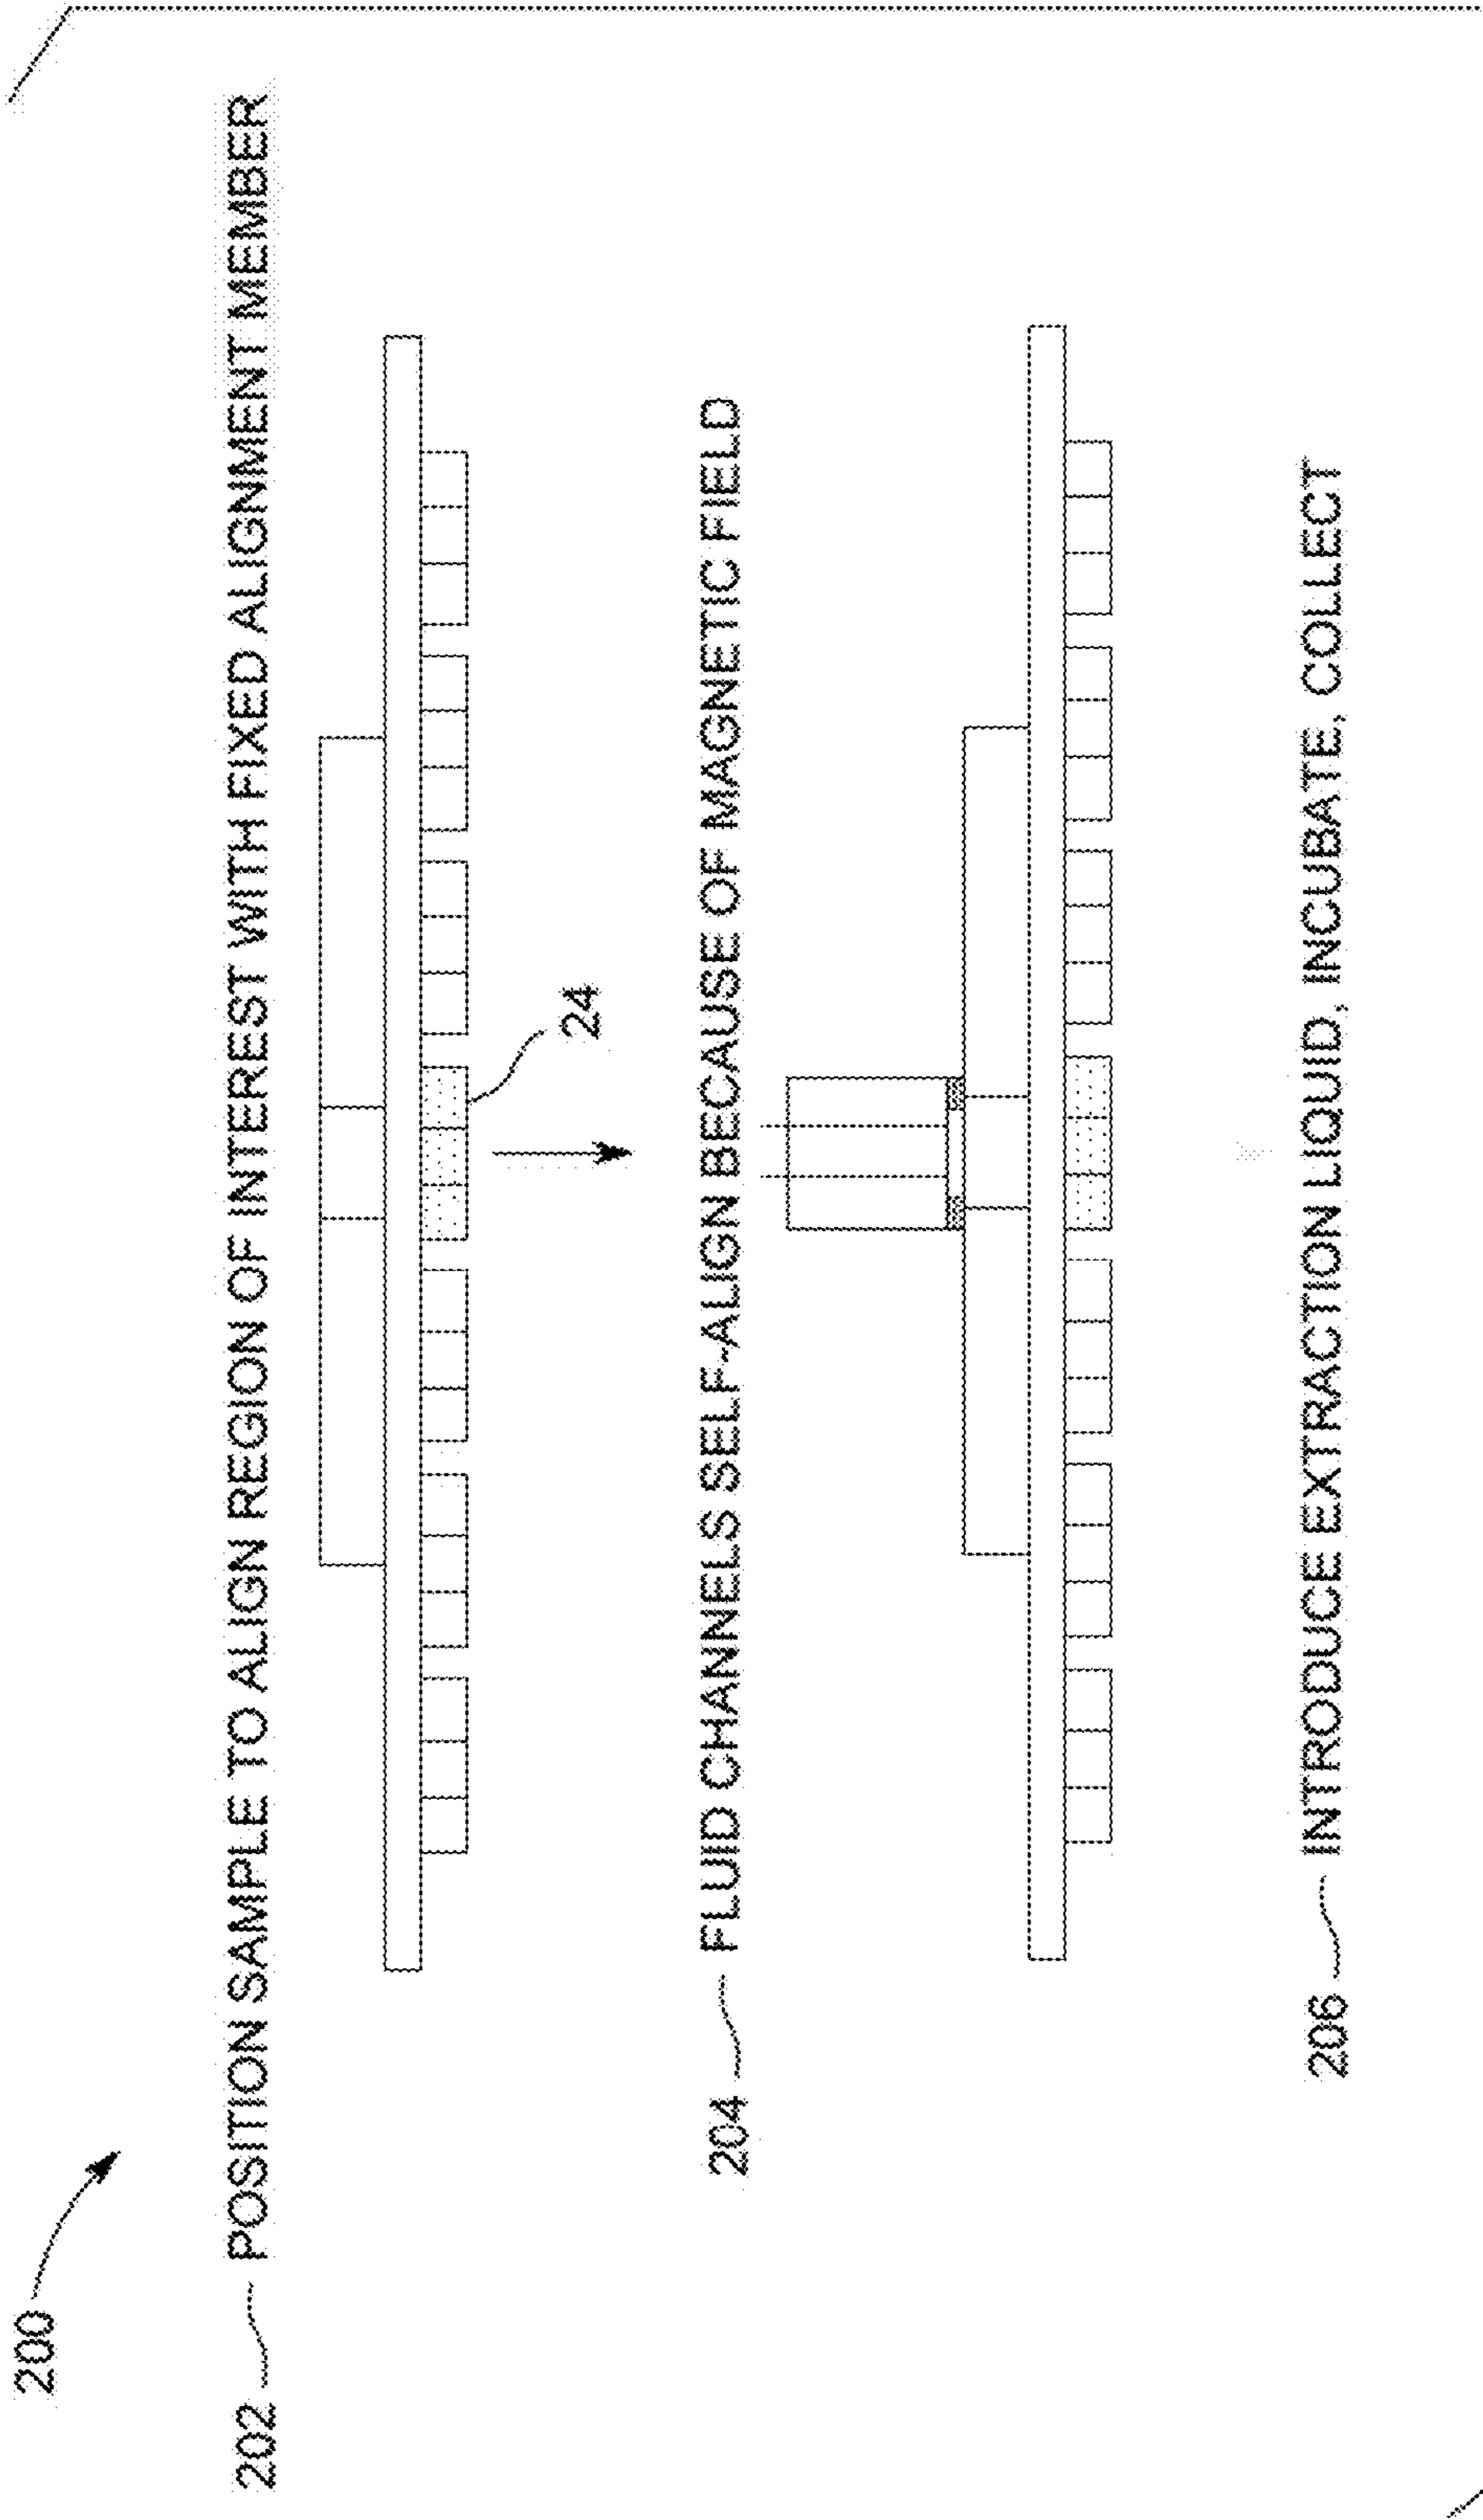 200
202 POSITION SAMPLE TO ALIGN REGION OF INTEREST WITH FIXED ALIGNMENT MEMBER
24
204 FLUID CHANNELS SELF-ALIGN BECAUSE OF MAGNETIC FIELD
206 INTRODUCE EXTRACTION LIQUID, INCUBATE, COLLECT